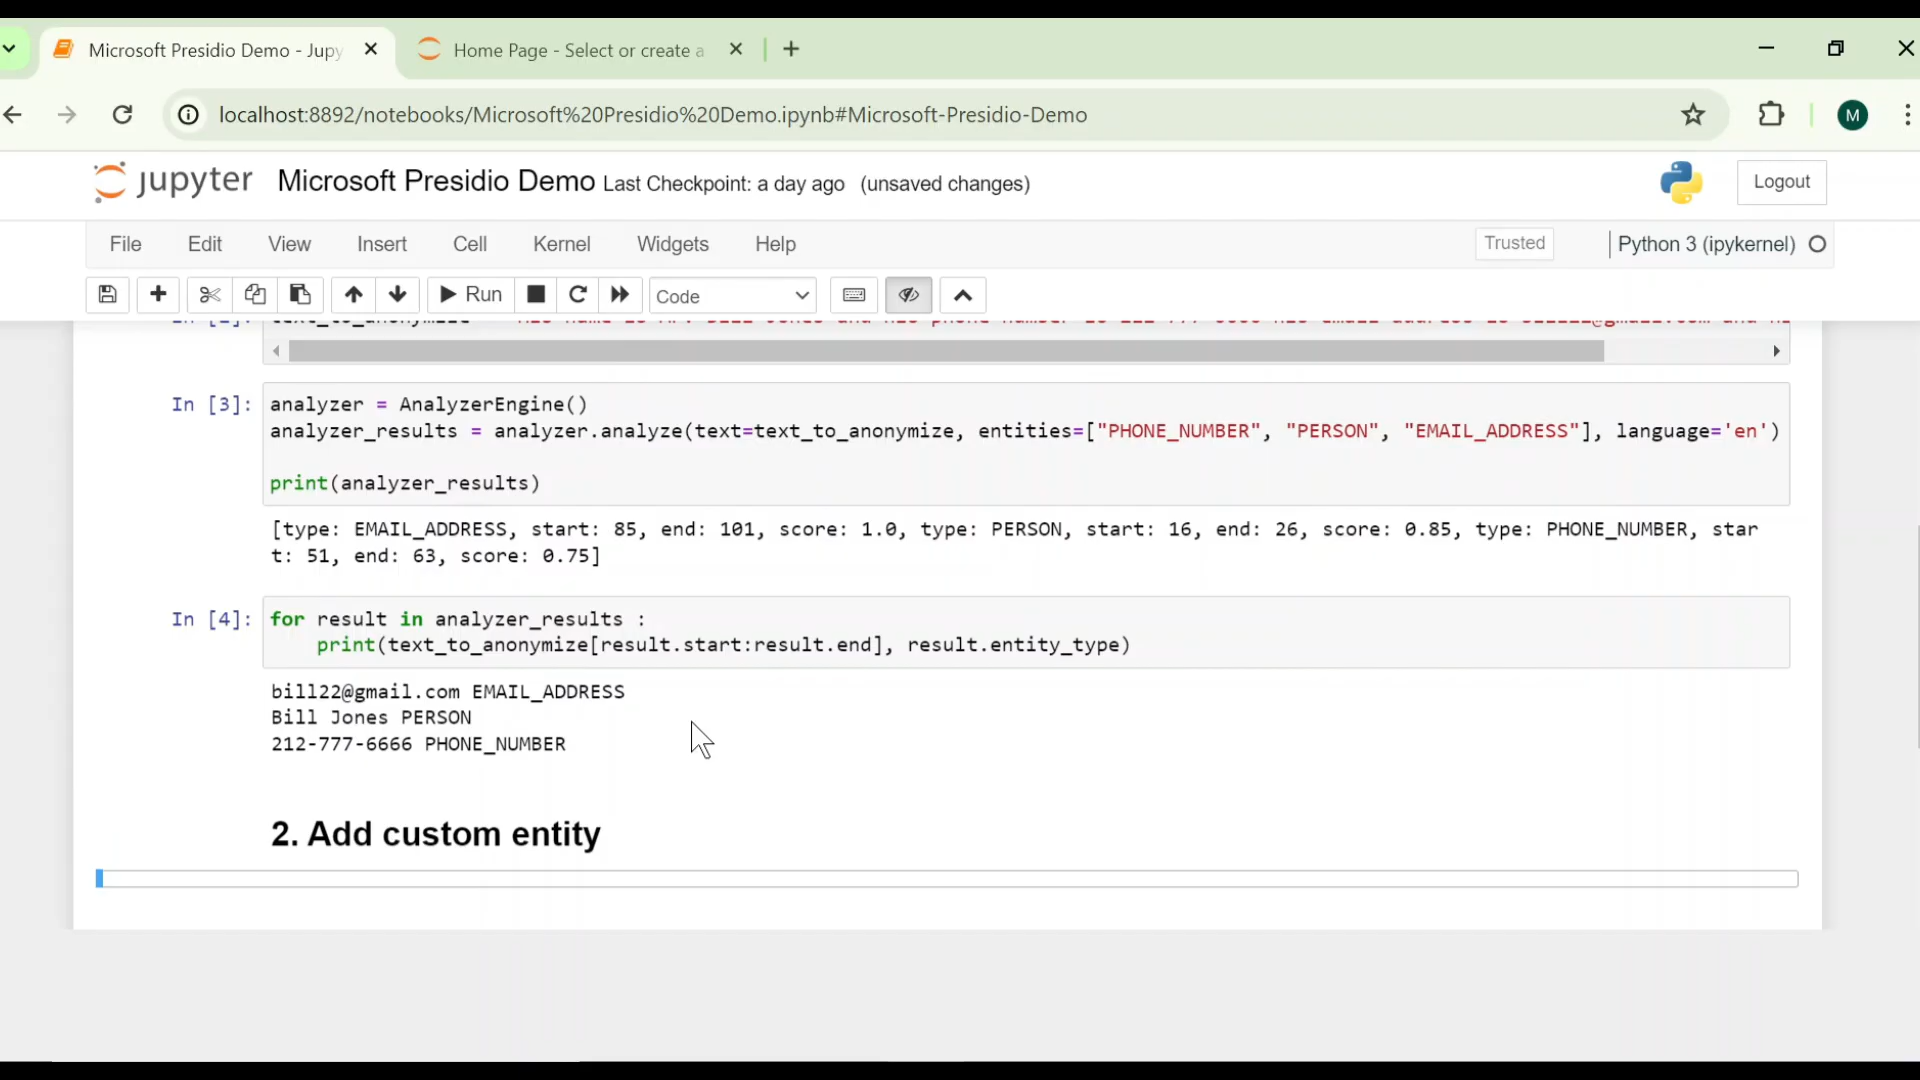 Microsoft Presidio Demo - Jupy
Home Page - Select or create a
localhost:8892/notebooks/Microsoft%20Presidio%20Demo.ipynb#Microsoft-Presidio-Demo
M
jupyter Microsoft Presidio Demo Last Checkpoint: a day ago (unsaved changes)
Logout
File Edit View Insert Cell Kernel Widgets Help
Trusted
Python 3 (ipykernel)
Run
Code
In [3]:
analyzer = AnalyzerEngine()
analyzer_results = analyzer.analyze(text=text_to_anonymize, entities=["PHONE_NUMBER", "PERSON", "EMAIL_ADDRESS"], language='en')
print(analyzer_results)
[type: EMAIL_ADDRESS, start: 85, end: 101, score: 1.0, type: PERSON, start: 16, end: 26, score: 0.85, type: PHONE_NUMBER, star
t: 51, end: 63, score: 0.75]
In [4]:
for result in analyzer_results :
    print(text_to_anonymize[result.start:result.end], result.entity_type)
bill22@gmail.com EMAIL_ADDRESS
Bill Jones PERSON
212-777-6666 PHONE_NUMBER
2. Add custom entity